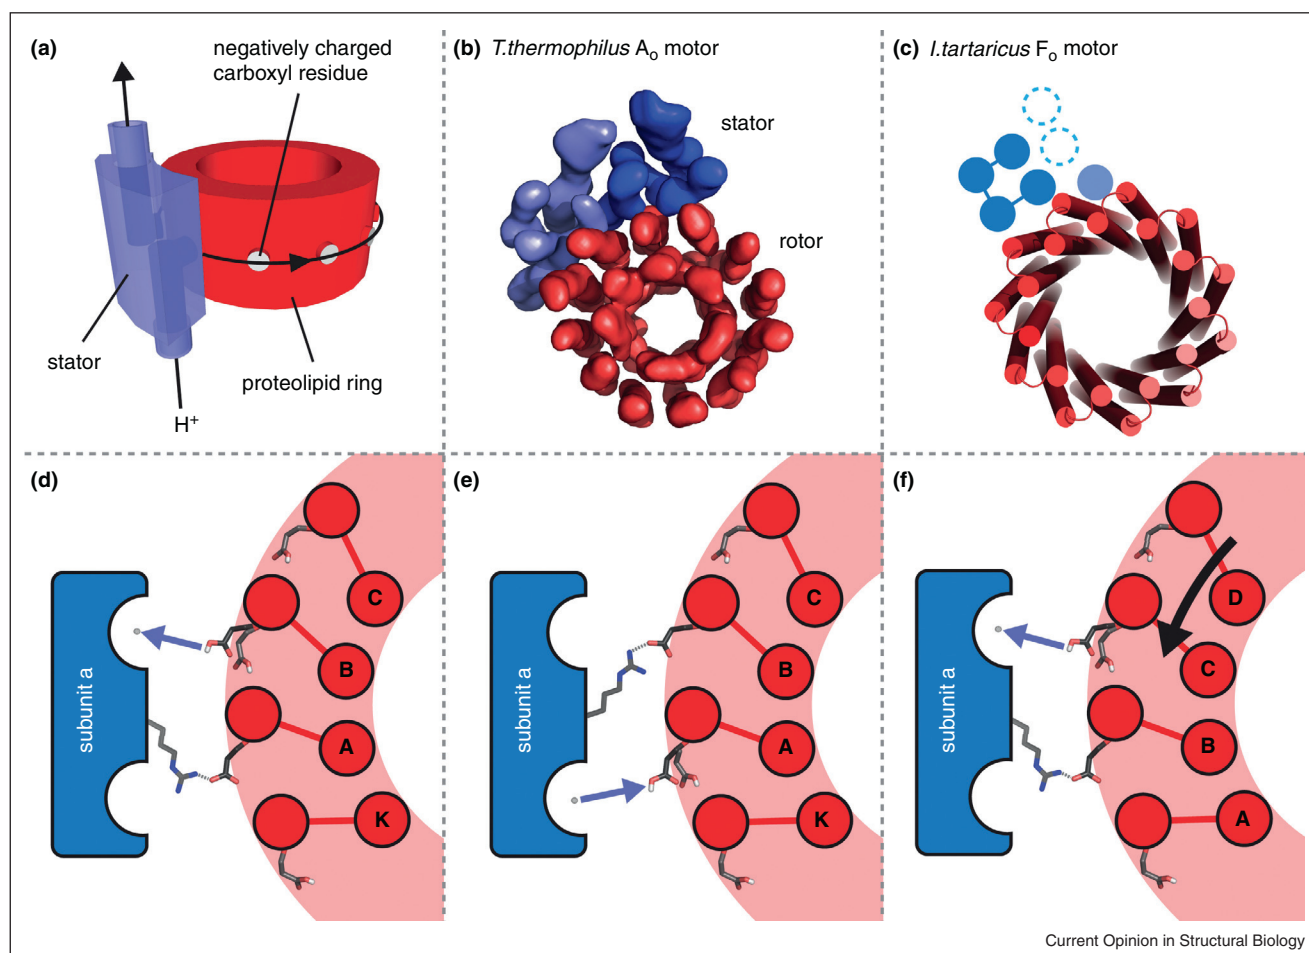 (a)
negatively charged
carboxyl residue
stator
proteolipid ring
H⁺
(b) T.thermophilus Aₒ motor
stator
rotor
(c) I.tartaricus Fₒ motor
(d)
subunit a
C
B
A
K
(e)
subunit a
C
B
A
K
(f)
subunit a
D
C
B
A
Current Opinion in Structural Biology